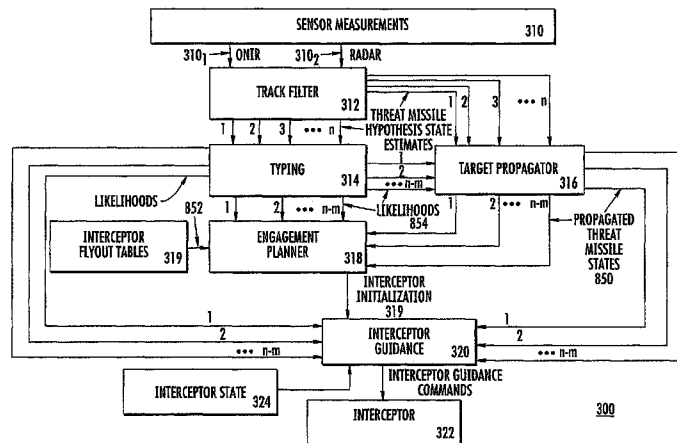 SENSOR MEASUREMENTS
310
310₁ ONIR
310₂ RADAR
TRACK FILTER
312
1 2 3 ••• n
1 2 3 ••• n
THREAT MISSILE
HYPOTHESIS STATE
ESTIMATES
TYPING
314
1
2
••• n-m
TARGET PROPAGATOR
316
LIKELIHOODS
1 2 ••• n-m
LIKELIHOODS
854
1 2 ••• n-m
PROPAGATED
THREAT
MISSILE
STATES
850
INTERCEPTOR
FLYOUT TABLES
319
852
ENGAGEMENT
PLANNER
318
INTERCEPTOR
INITIALIZATION
319
1
2
••• n-m
INTERCEPTOR
GUIDANCE
320
1
2
••• n-m
INTERCEPTOR STATE
324
INTERCEPTOR GUIDANCE
COMMANDS
INTERCEPTOR
322
300